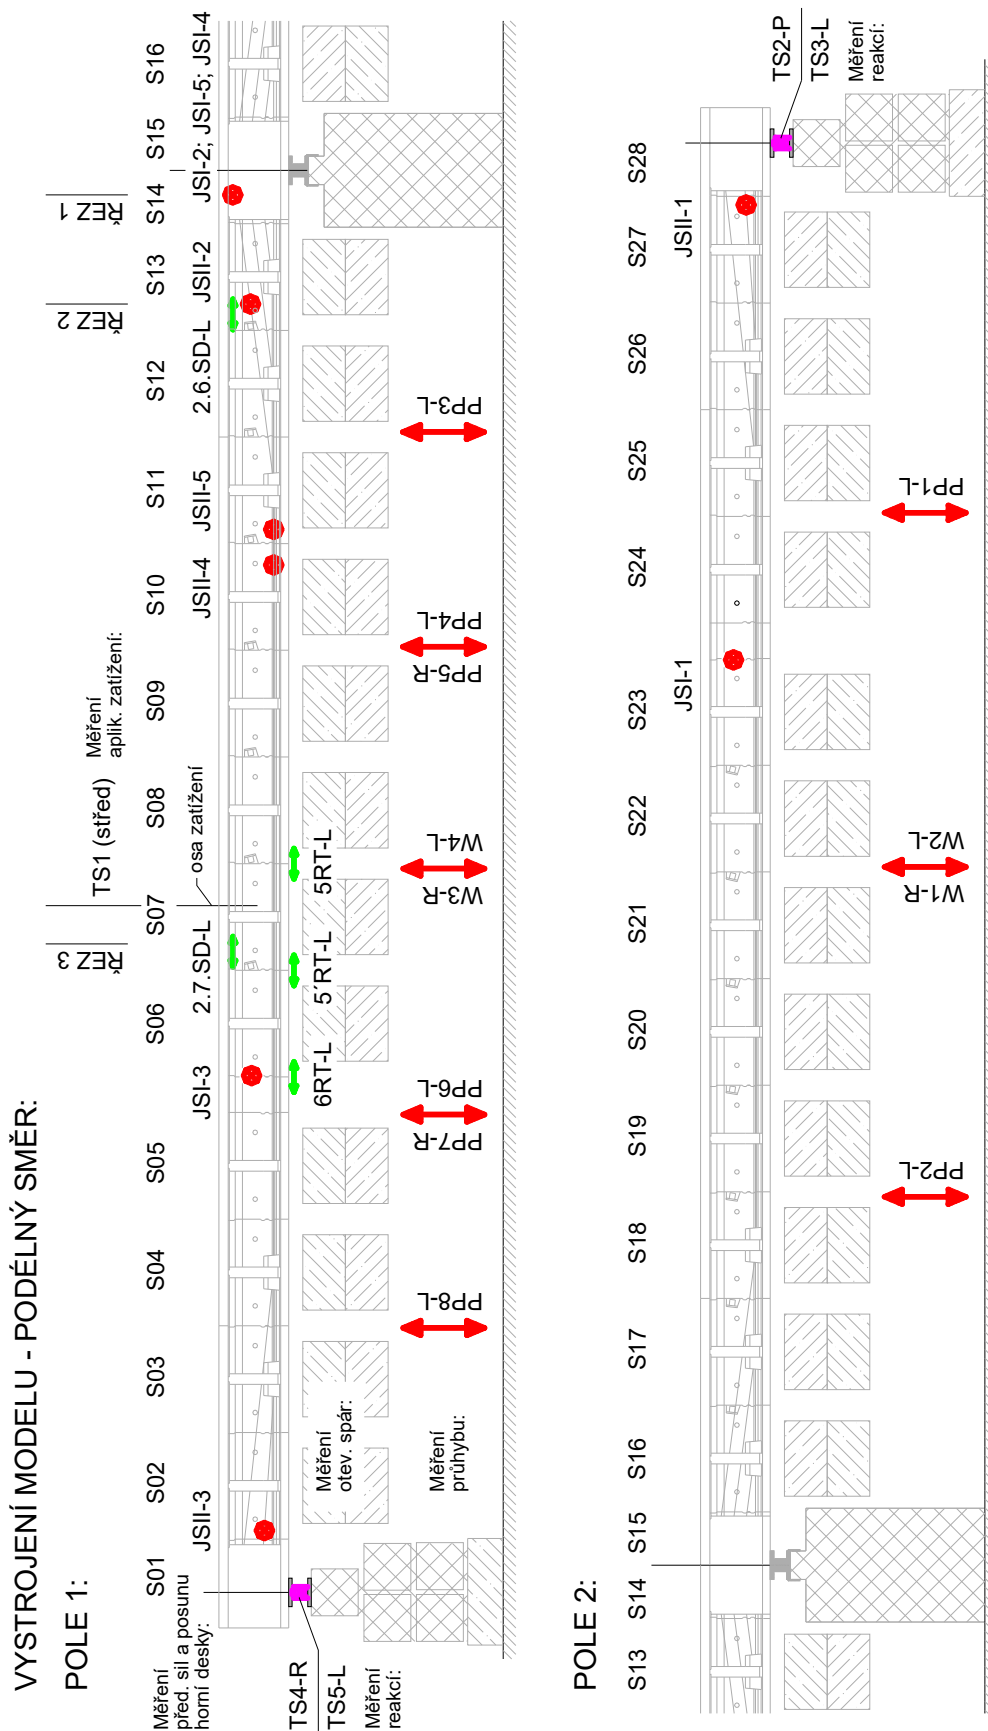 VYSTROJENÍ MODELU - PODÉLNÝ SMĚR:
POLE 1:
ŘEZ 3
ŘEZ 2
ŘEZ 1
TS1 (střed)
Měření
aplik. zatížení:
S01
S02
S03
S04
S05
S06
S07
S08
S09
S10
S11
S12
S13
S14
S15
S16
Měření
před. sil a posunu
horní desky:
JSII-3
JSI-3
2.7.SD-L
osa zatížení
JSII-4
JSII-5
2.6.SD-L
JSII-2
JSI-2; JSI-5; JSI-4
TS4-R
TS5-L
Měření
reakcí:
Měření
otev. spár:
6RT-L
5´RT-L
5RT-L
Měření
průhybu:
PP8-L
PP7-R
PP6-L
W3-R
W4-L
PP5-R
PP4-L
PP3-L
POLE 2:
S13
S14
S15
S16
S17
S18
S19
S20
S21
S22
S23
S24
S25
S26
S27
S28
JSI-1
JSII-1
TS2-P
TS3-L
Měření
reakcí:
PP2-L
W1-R
W2-L
PP1-L